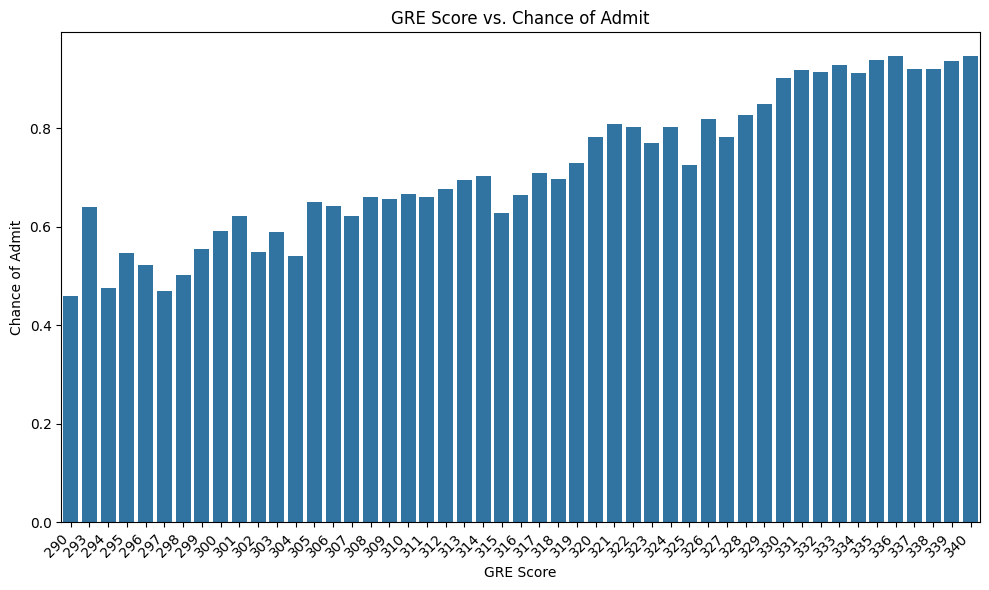 GRE Score vs. Chance of Admit
Chance of Admit
0.8
0.6
0.4
0.2
0.0
290 293 294 295 296 297 298 299 300 301 302 303 304 305 306 307 308 309 310 311 312 313 314 315 316 317 318 319 320 321 322 323 324 325 326 327 328 329 330 331 332 333 334 335 336 337 338 339 340
GRE Score